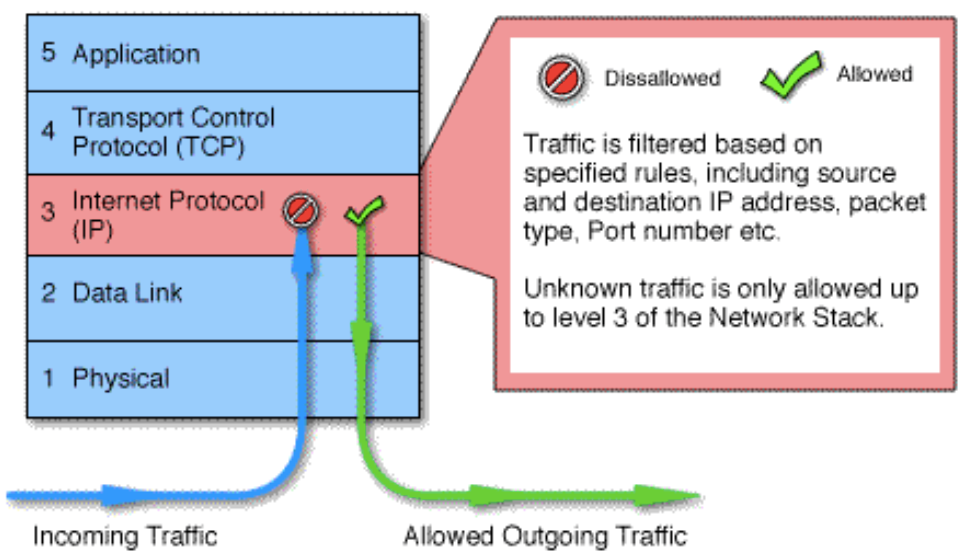 5 Application
4 Transport Control
Protocol (TCP)
3 Internet Protocol
(IP)
2 Data Link
1 Physical
Dissallowed
Allowed
Traffic is filtered based on
specified rules, including source
and destination IP address, packet
type, Port number etc.
Unknown traffic is only allowed up
to level 3 of the Network Stack.
Incoming Traffic
Allowed Outgoing Traffic